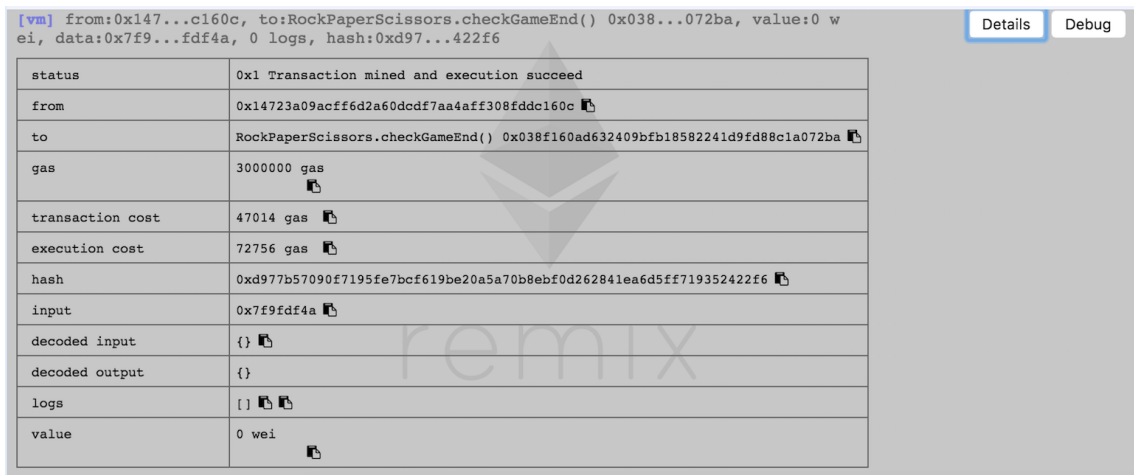 [vm] from:0x147...c160c, to:RockPaperScissors.checkGameEnd() 0x038...072ba, value:0 w
ei, data:0x7f9...fdf4a, 0 logs, hash:0xd97...422f6
Details
Debug
status 0x1 Transaction mined and execution succeed
from 0x14723a09acff6d2a60dcdf7aa4aff308fddc160c
to RockPaperScissors.checkGameEnd() 0x038f160ad632409bfb18582241d9fd88c1a072ba
gas 3000000 gas
transaction cost 47014 gas
execution cost 72756 gas
hash 0xd977b57090f7195fe7bcf619be20a5a70b8ebf0d262841ea6d5ff719352422f6
input 0x7f9fdf4a
decoded input {}
decoded output {}
logs []
value 0 wei
remix